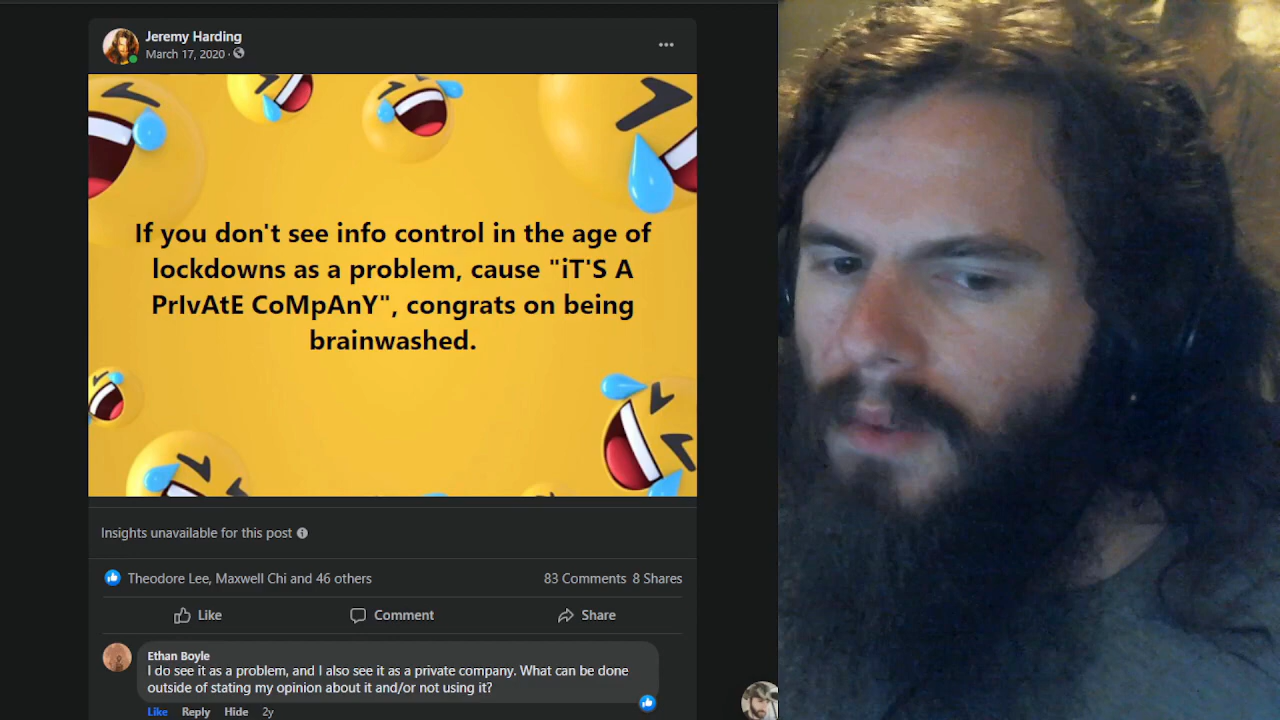 Jeremy Harding
March 17, 2020 ·
If you don't see info control in the age of
lockdowns as a problem, cause "iT'S A
PrIvAtE CoMpAnY", congrats on being
brainwashed.
Insights unavailable for this post
Theodore Lee, Maxwell Chi and 46 others 83 Comments 8 Shares
Like Comment Share
Ethan Boyle
I do see it as a problem, and I also see it as a private company. What can be done
outside of stating my opinion about it and/or not using it?
Like Reply Hide 2y